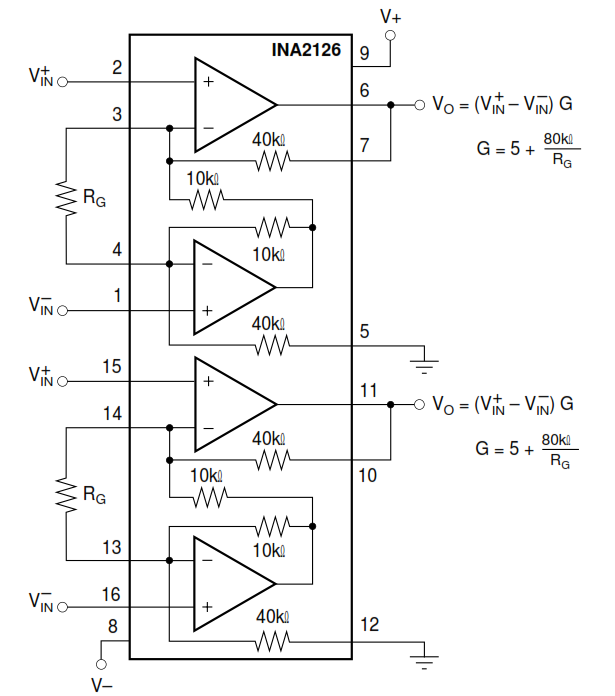 V+
INA2126
9
V+IN
2
6
VO = (V+IN – V–IN) G
3
40kΩ
7
G = 5 + 80kΩ
RG
10kΩ
RG
4
10kΩ
V–IN
1
40kΩ
5
V+IN
15
11
VO = (V+IN – V–IN) G
14
40kΩ
10
G = 5 + 80kΩ
RG
10kΩ
RG
13
10kΩ
V–IN
16
40kΩ
12
8
V–